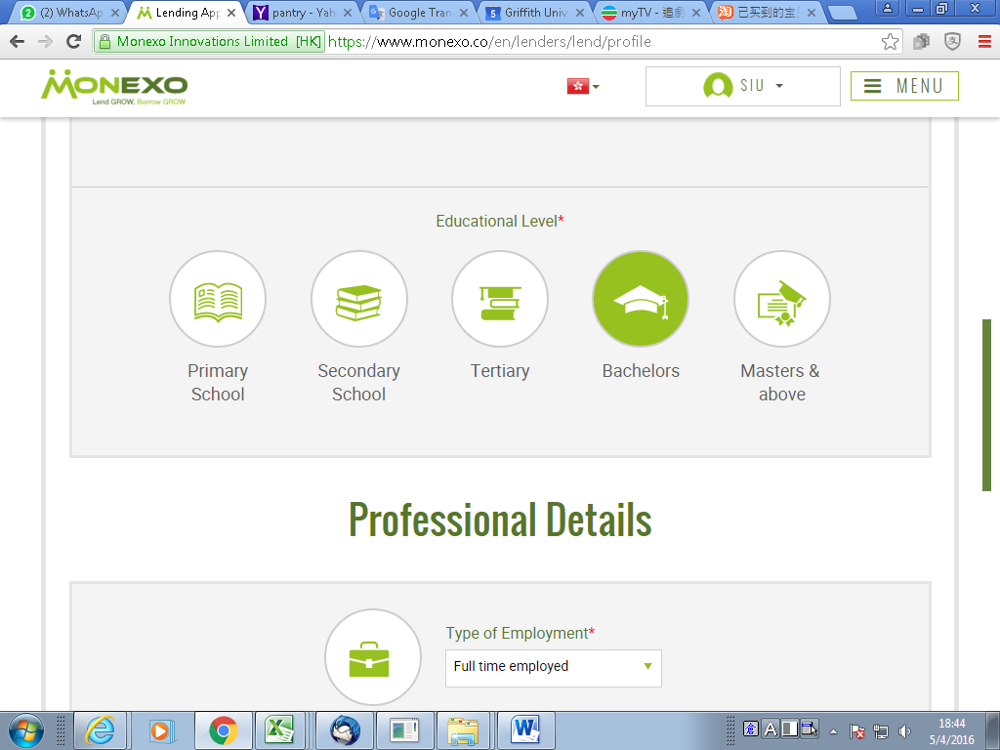 (2) WhatsAp
Lending App
pantry - Yah
Google Tran
Griffith Univ
myTV - 追劇
已买到的宝
Monexo Innovations Limited [HK]
https://www.monexo.co/en/lenders/lend/profile
MONEXO
Lend GROW. Borrow GROW
SIU
MENU
Educational Level*
Primary School
Secondary School
Tertiary
Bachelors
Masters & above
Professional Details
Type of Employment*
Full time employed
倉 A
18:44
5/4/2016